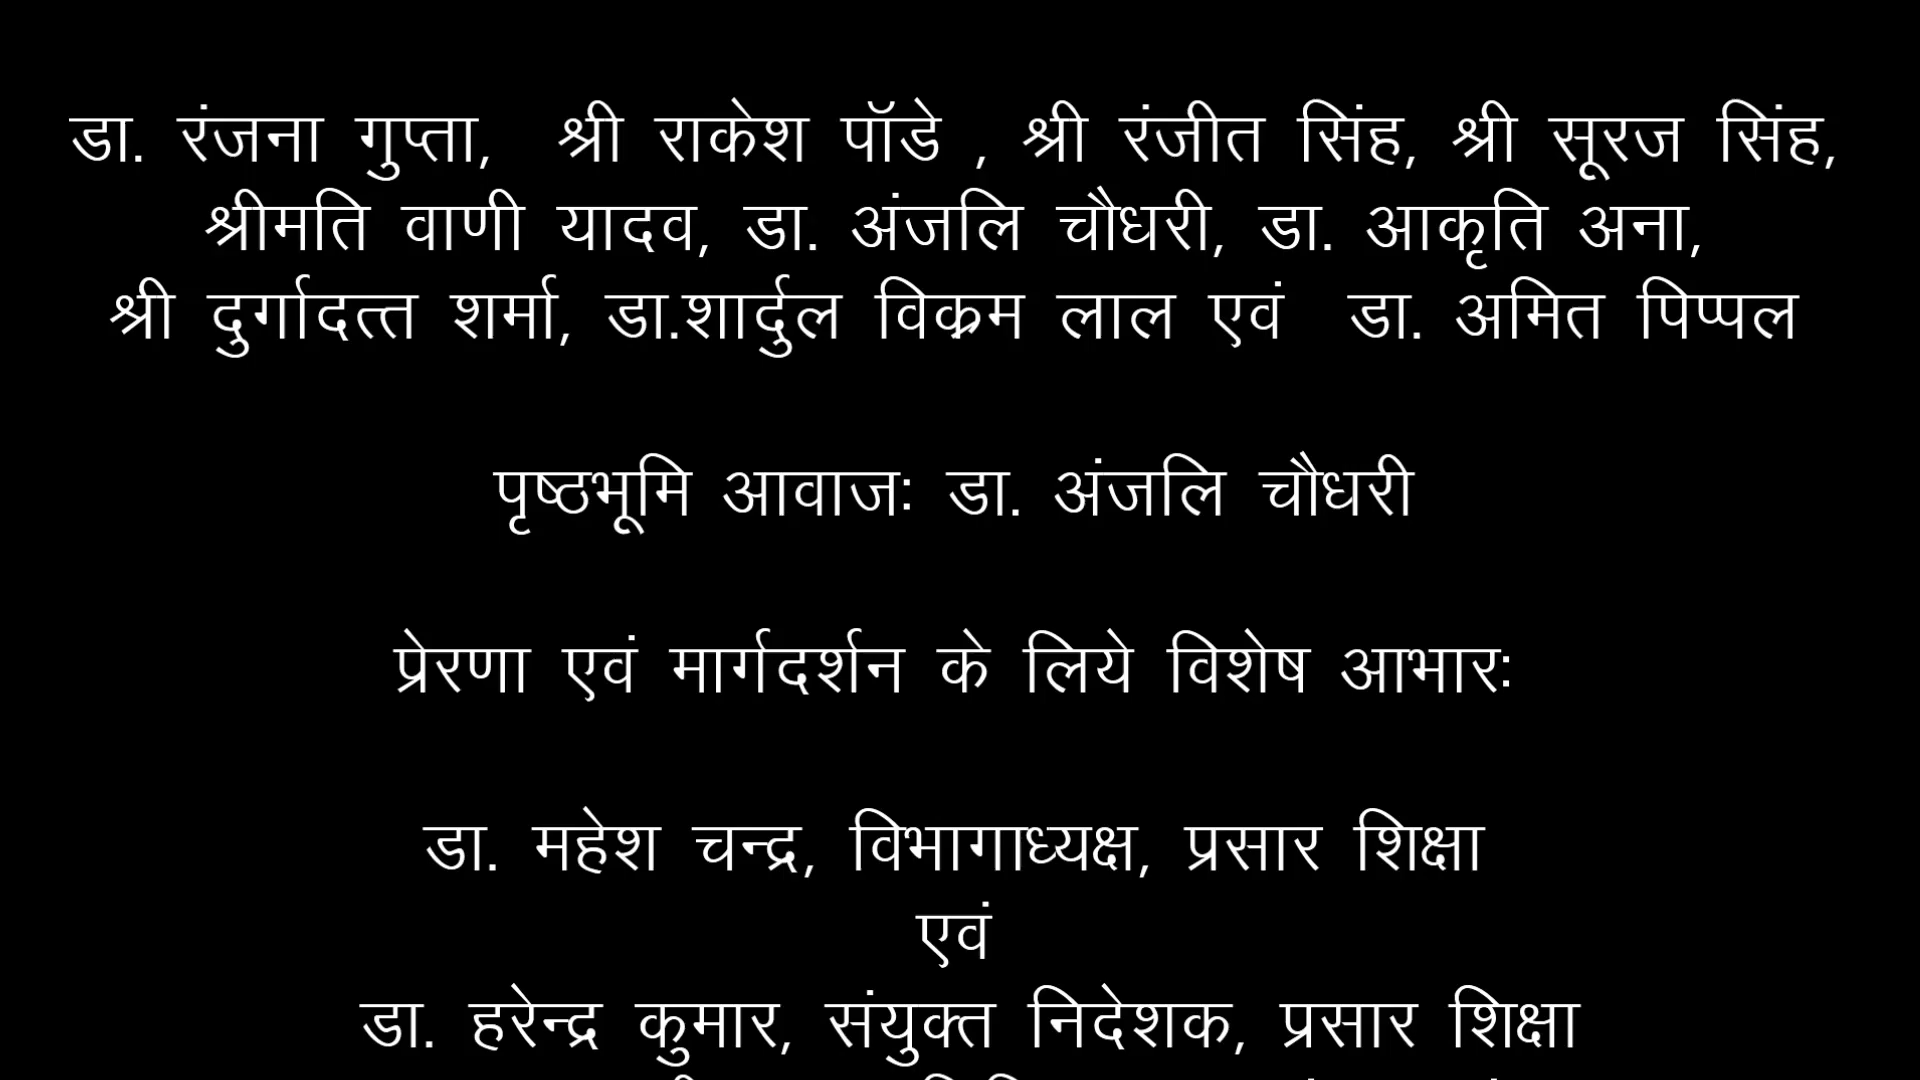 डा. रंजना गुप्ता, श्री राकेश पॉडे , श्री रंजीत सिंह, श्री सूरज सिंह,
श्रीमति वाणी यादव, डा. अंजलि चौधरी, डा. आकृति अना,
श्री दुर्गादत्त शर्मा, डा.शार्दुल विक्रम लाल एवं डा. अमित पिप्पल
पृष्ठभूमि आवाजः डा. अंजलि चौधरी
प्रेरणा एवं मार्गदर्शन के लिये विशेष आभारः
डा. महेश चन्द्र, विभागाध्यक्ष, प्रसार शिक्षा
एवं
डा. हरेन्द्र कुमार, संयुक्त निदेशक, प्रसार शिक्षा